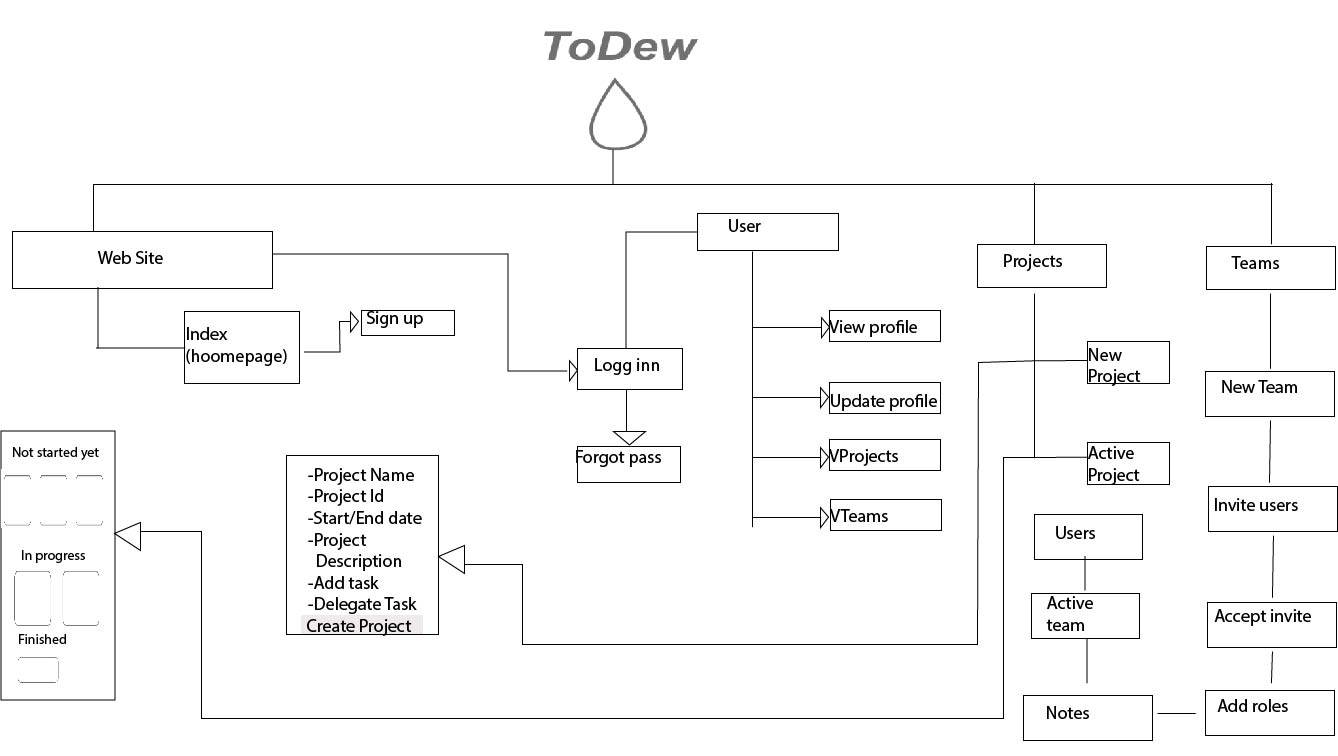 ToDew
Web Site
User
Projects
Teams
Index
(hoomepage)
Sign up
View profile
Logg inn
New
Project
New Team
Update profile
Forgot pass
VProjects
Active
Project
Not started yet
-Project Name
-Project Id
-Start/End date
-Project
Description
-Add task
-Delegate Task
Create Project
VTeams
Invite users
Users
In progress
Active
team
Accept invite
Finished
Notes
Add roles